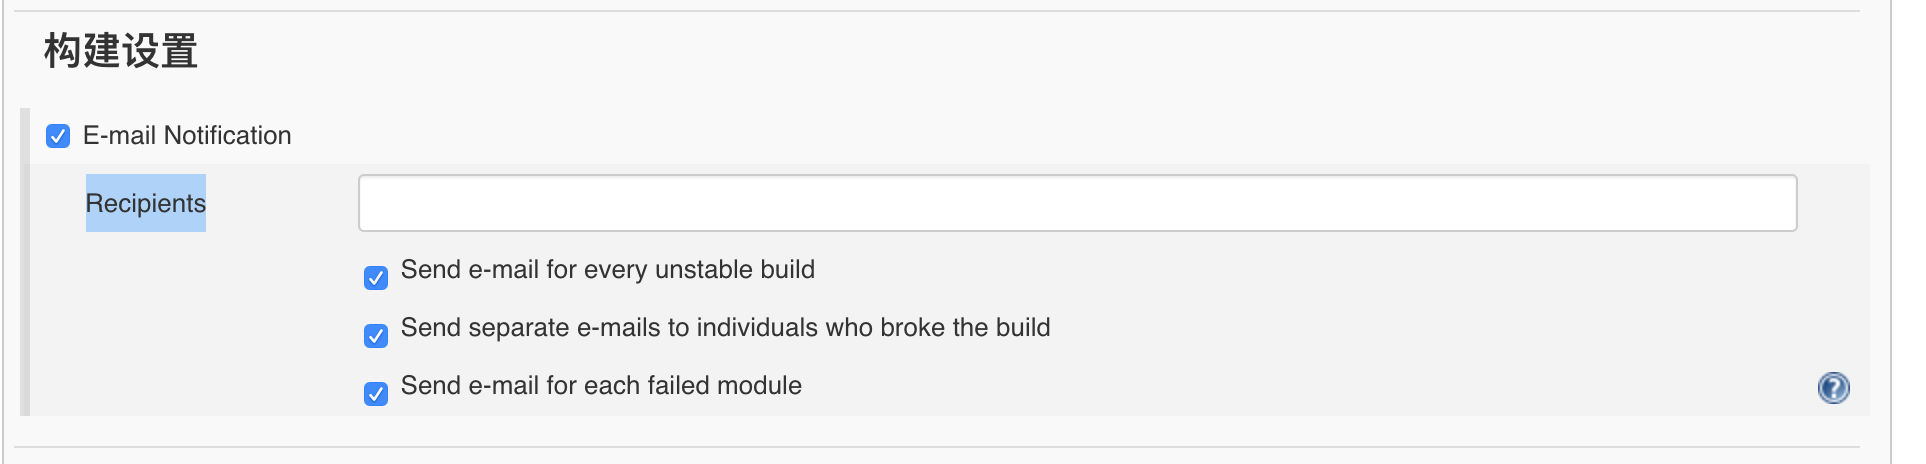 构建设置
E-mail Notification
Recipients
Send e-mail for every unstable build
Send separate e-mails to individuals who broke the build
Send e-mail for each failed module
?